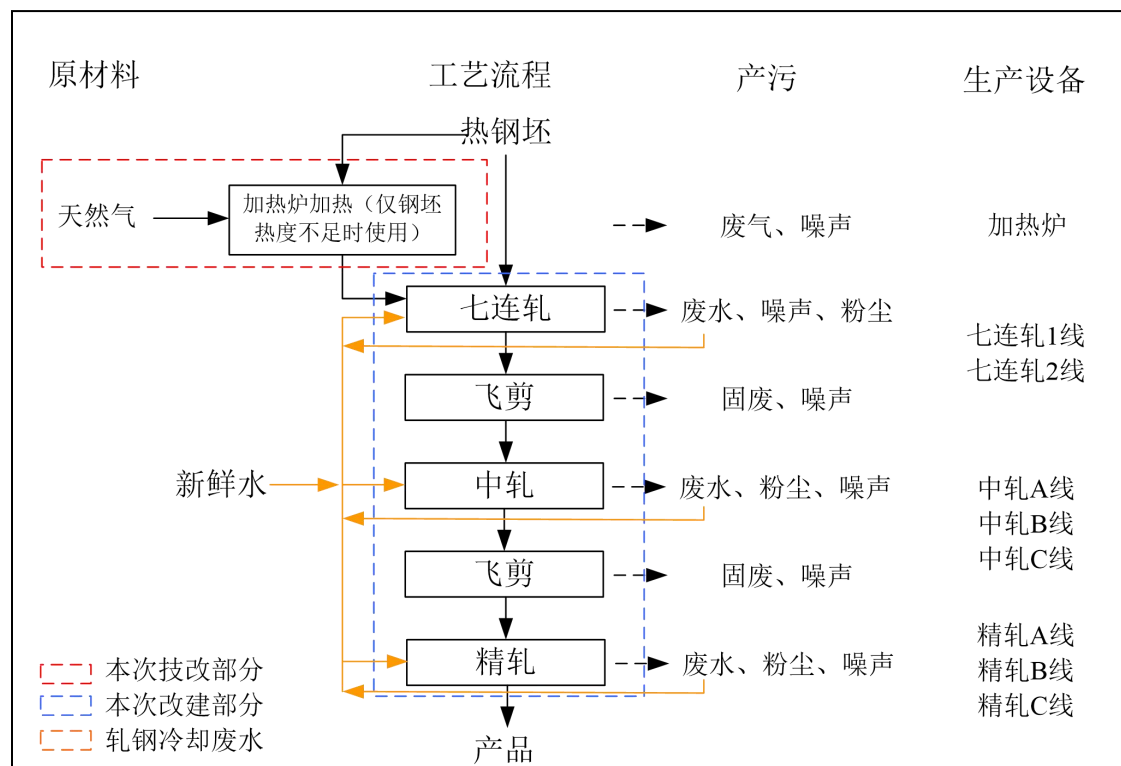 原材料
工艺流程
产污
生产设备
热钢坯
天然气
加热炉加热（仅钢坯
热度不足时使用）
废气、噪声
加热炉
七连轧
废水、噪声、粉尘
七连轧1线
七连轧2线
飞剪
固废、噪声
新鲜水
中轧
废水、粉尘、噪声
中轧A线
中轧B线
中轧C线
飞剪
固废、噪声
精轧
废水、粉尘、噪声
精轧A线
精轧B线
精轧C线
本次技改部分
本次改建部分
轧钢冷却废水
产品